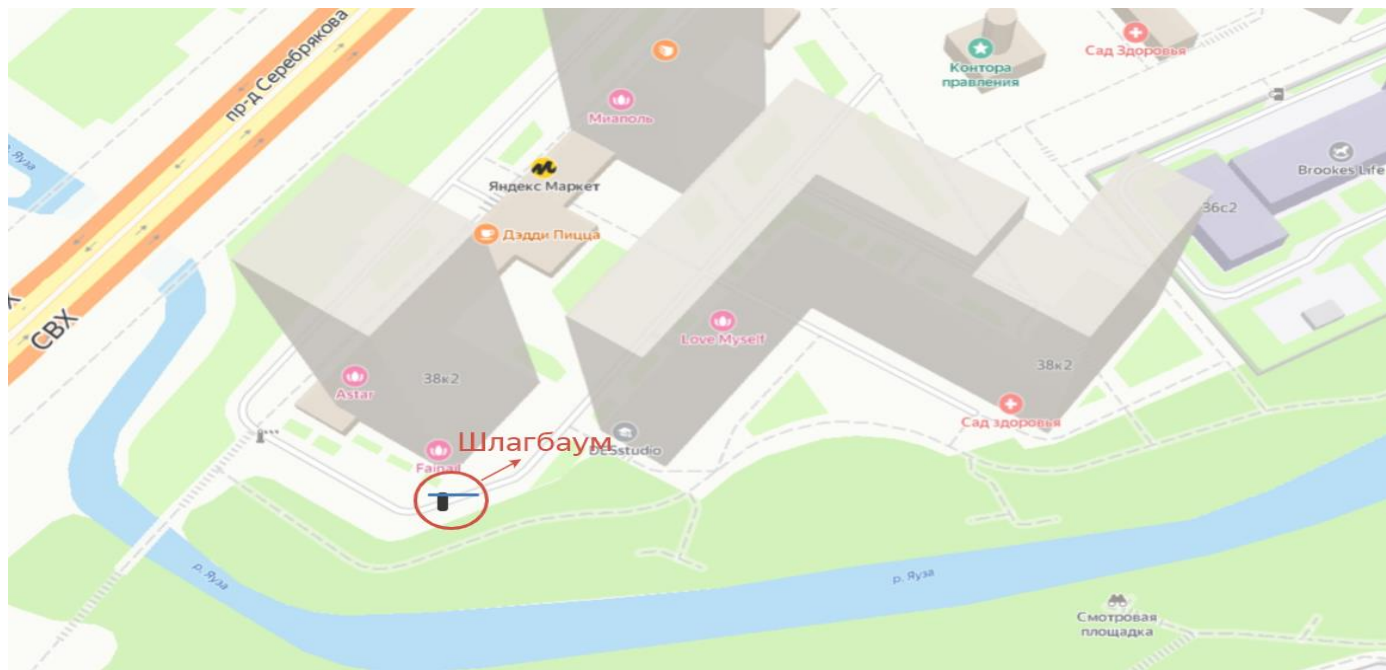 пр-д Серебрякова
Сад Здоровья
Контора
правления
Миаполь
р. Яуза
Brookes Life
Яндекс Маркет
36с2
Дэдди Пицца
СВХ
Love Myself
38к2
38к2
Astar
Сад здоровья
Шлагбаум
DESstudio
р. Яуза
р. Яуза
Смотровая
площадка